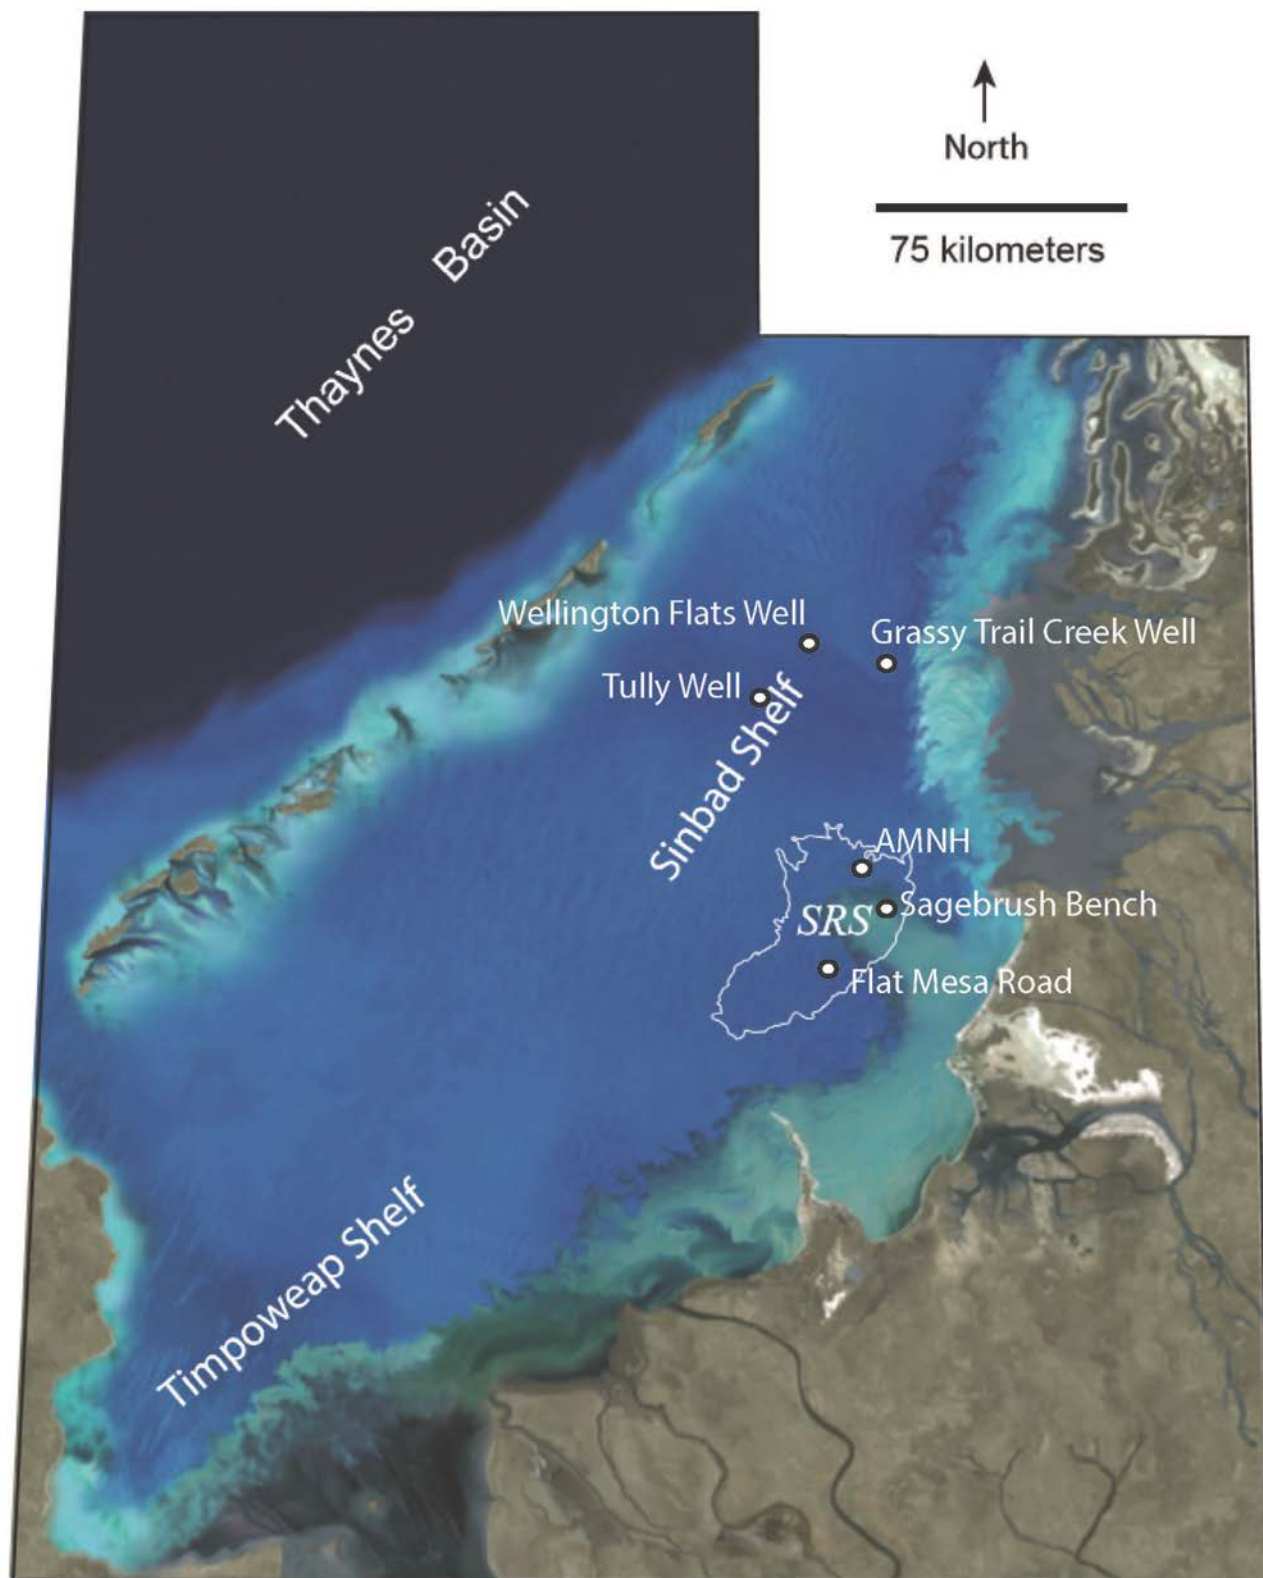 North
75 kilometers
Thaynes Basin
Wellington Flats Well
Grassy Trail Creek Well
Tully Well
Sinbad Shelf
AMNH
SRS
Sagebrush Bench
Flat Mesa Road
Timpoweap Shelf